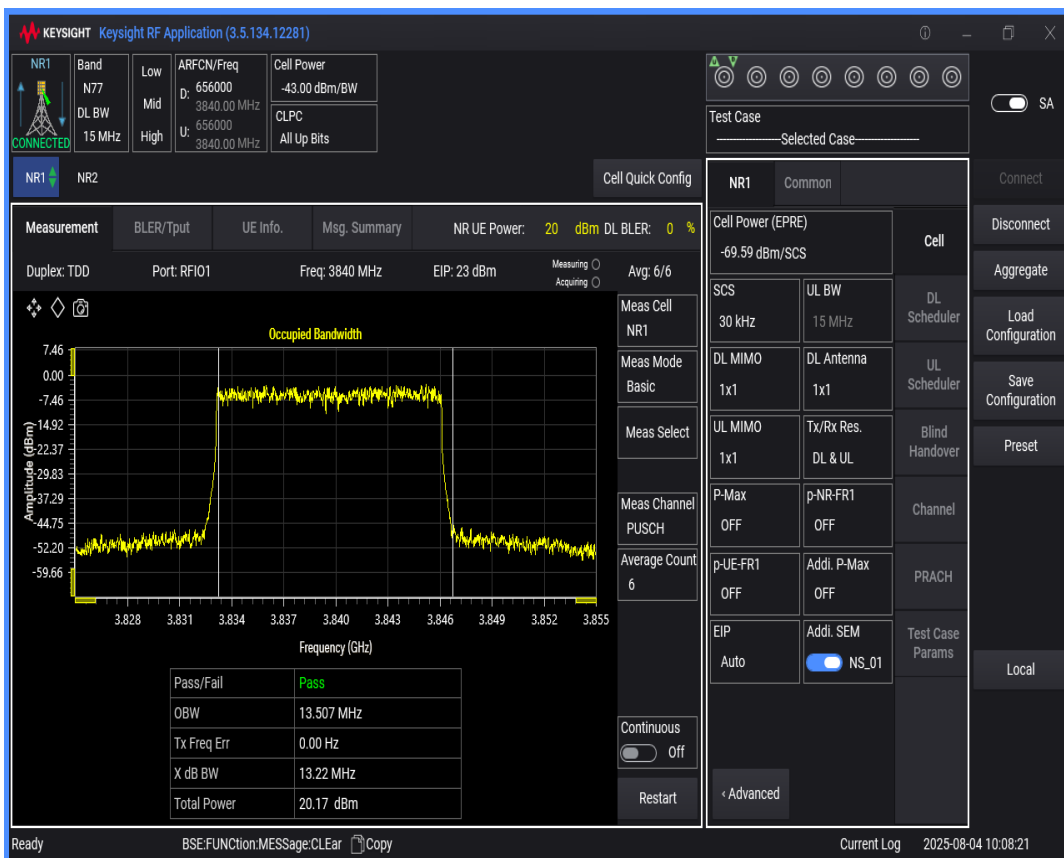 KEYSIGHT Keysight RF Application (3.5.134.12281)
NR1
CONNECTED
Band
N77
DL BW
15 MHz
Low
Mid
High
ARFCN/Freq
D: 656000
3840.00 MHz
U: 656000
3840.00 MHz
Cell Power
-43.00 dBm/BW
CLPC
All Up Bits
Test Case
Selected Case
SA
NR1 NR2 Cell Quick Config
NR1 Common
Connect
Disconnect
Aggregate
Load
Configuration
Save
Configuration
Preset
Local
Measurement BLER/Tput UE Info. Msg. Summary NR UE Power: 20 dBm DL BLER: 0 %
Duplex: TDD Port: RFIO1 Freq: 3840 MHz EIP: 23 dBm Measuring Avg: 6/6
Acquiring
Occupied Bandwidth
Amplitude (dBm)
7.46
0.00
-7.46
-14.92
-22.37
-29.83
-37.29
-44.75
-52.20
-59.66
3.828 3.831 3.834 3.837 3.840 3.843 3.846 3.849 3.852 3.855
Frequency (GHz)
Pass/Fail Pass
OBW 13.507 MHz
Tx Freq Err 0.00 Hz
X dB BW 13.22 MHz
Total Power 20.17 dBm
Meas Cell
NR1
Meas Mode
Basic
Meas Select
Meas Channel
PUSCH
Average Count
6
Continuous
Off
Restart
Cell Power (EPRE)
-69.59 dBm/SCS
SCS
30 kHz
UL BW
15 MHz
DL MIMO
1x1
DL Antenna
1x1
UL MIMO
1x1
Tx/Rx Res.
DL & UL
P-Max
OFF
p-NR-FR1
OFF
p-UE-FR1
OFF
Addi. P-Max
OFF
EIP
Auto
Addi. SEM
NS_01
‹ Advanced
Cell
DL
Scheduler
UL
Scheduler
Blind
Handover
Channel
PRACH
Test Case
Params
Ready BSE:FUNCtion:MESSage:CLEar Copy Current Log 2025-08-04 10:08:21